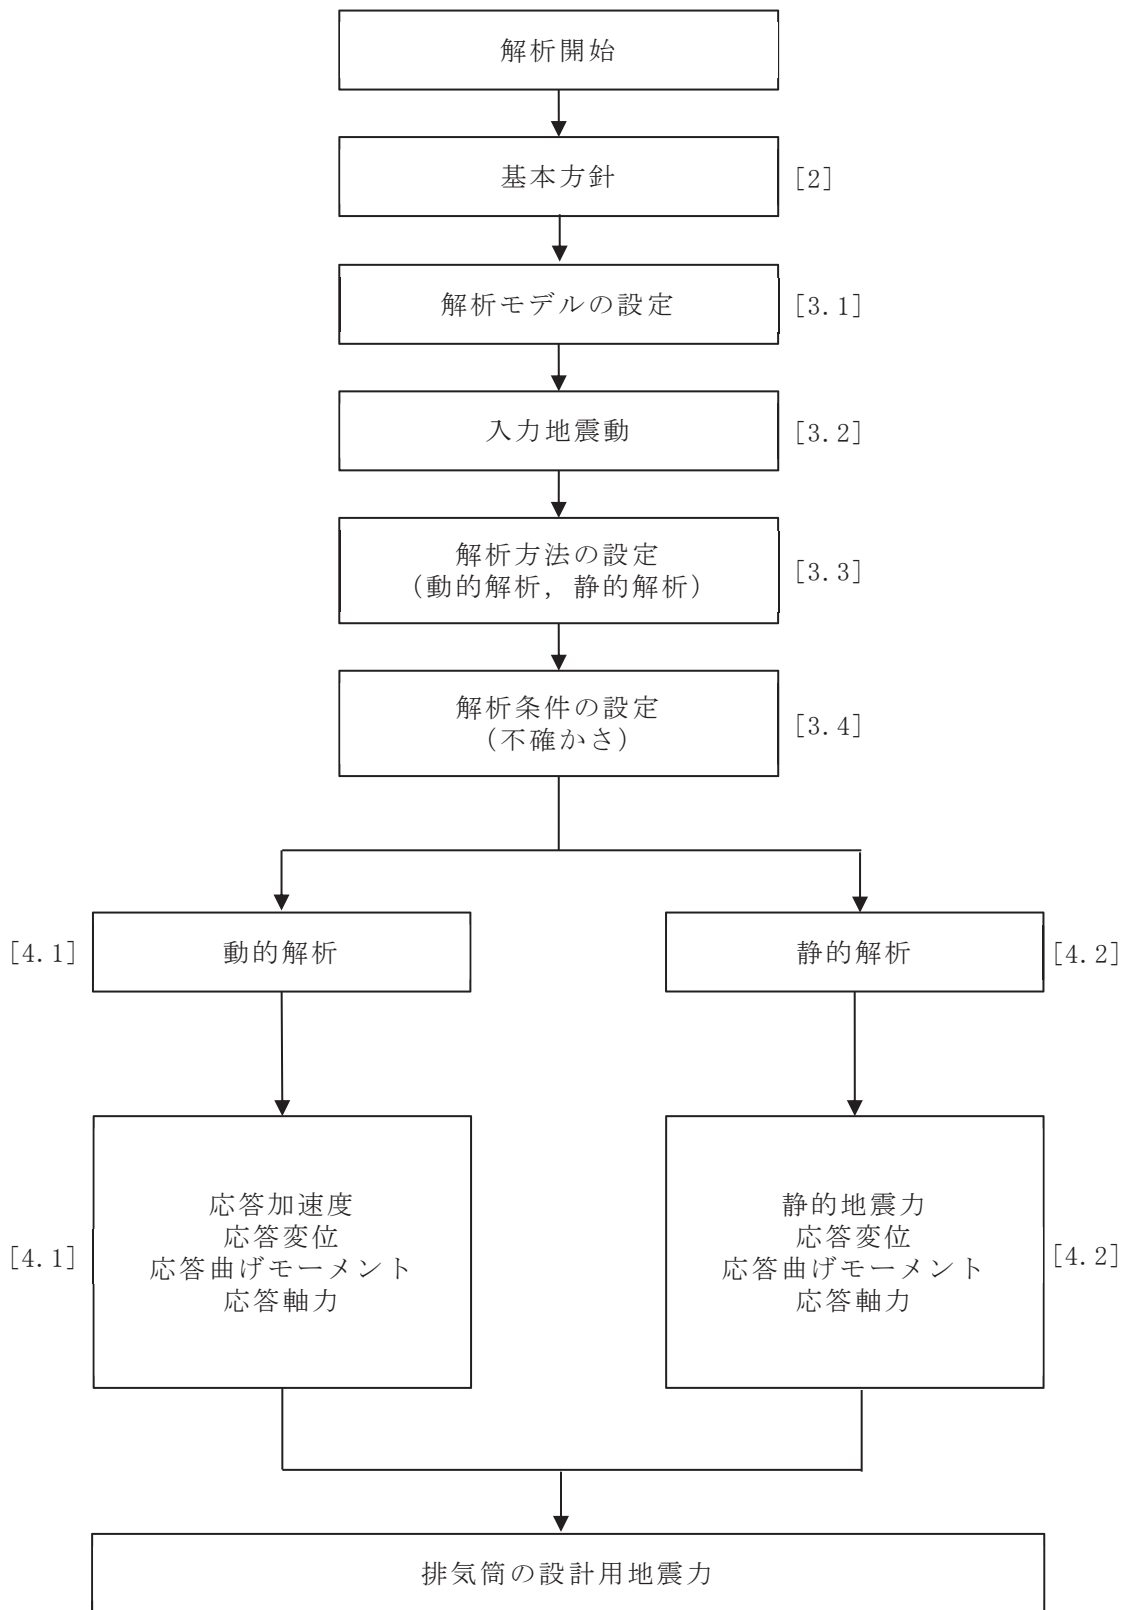 解析開始
基本方針
[2]
解析モデルの設定
[3.1]
入力地震動
[3.2]
解析方法の設定
（動的解析，静的解析）
[3.3]
解析条件の設定
（不確かさ）
[3.4]
[4.1]
動的解析
静的解析
[4.2]
[4.1]
応答加速度
応答変位
応答曲げモーメント
応答軸力
静的地震力
応答変位
応答曲げモーメント
応答軸力
[4.2]
排気筒の設計用地震力